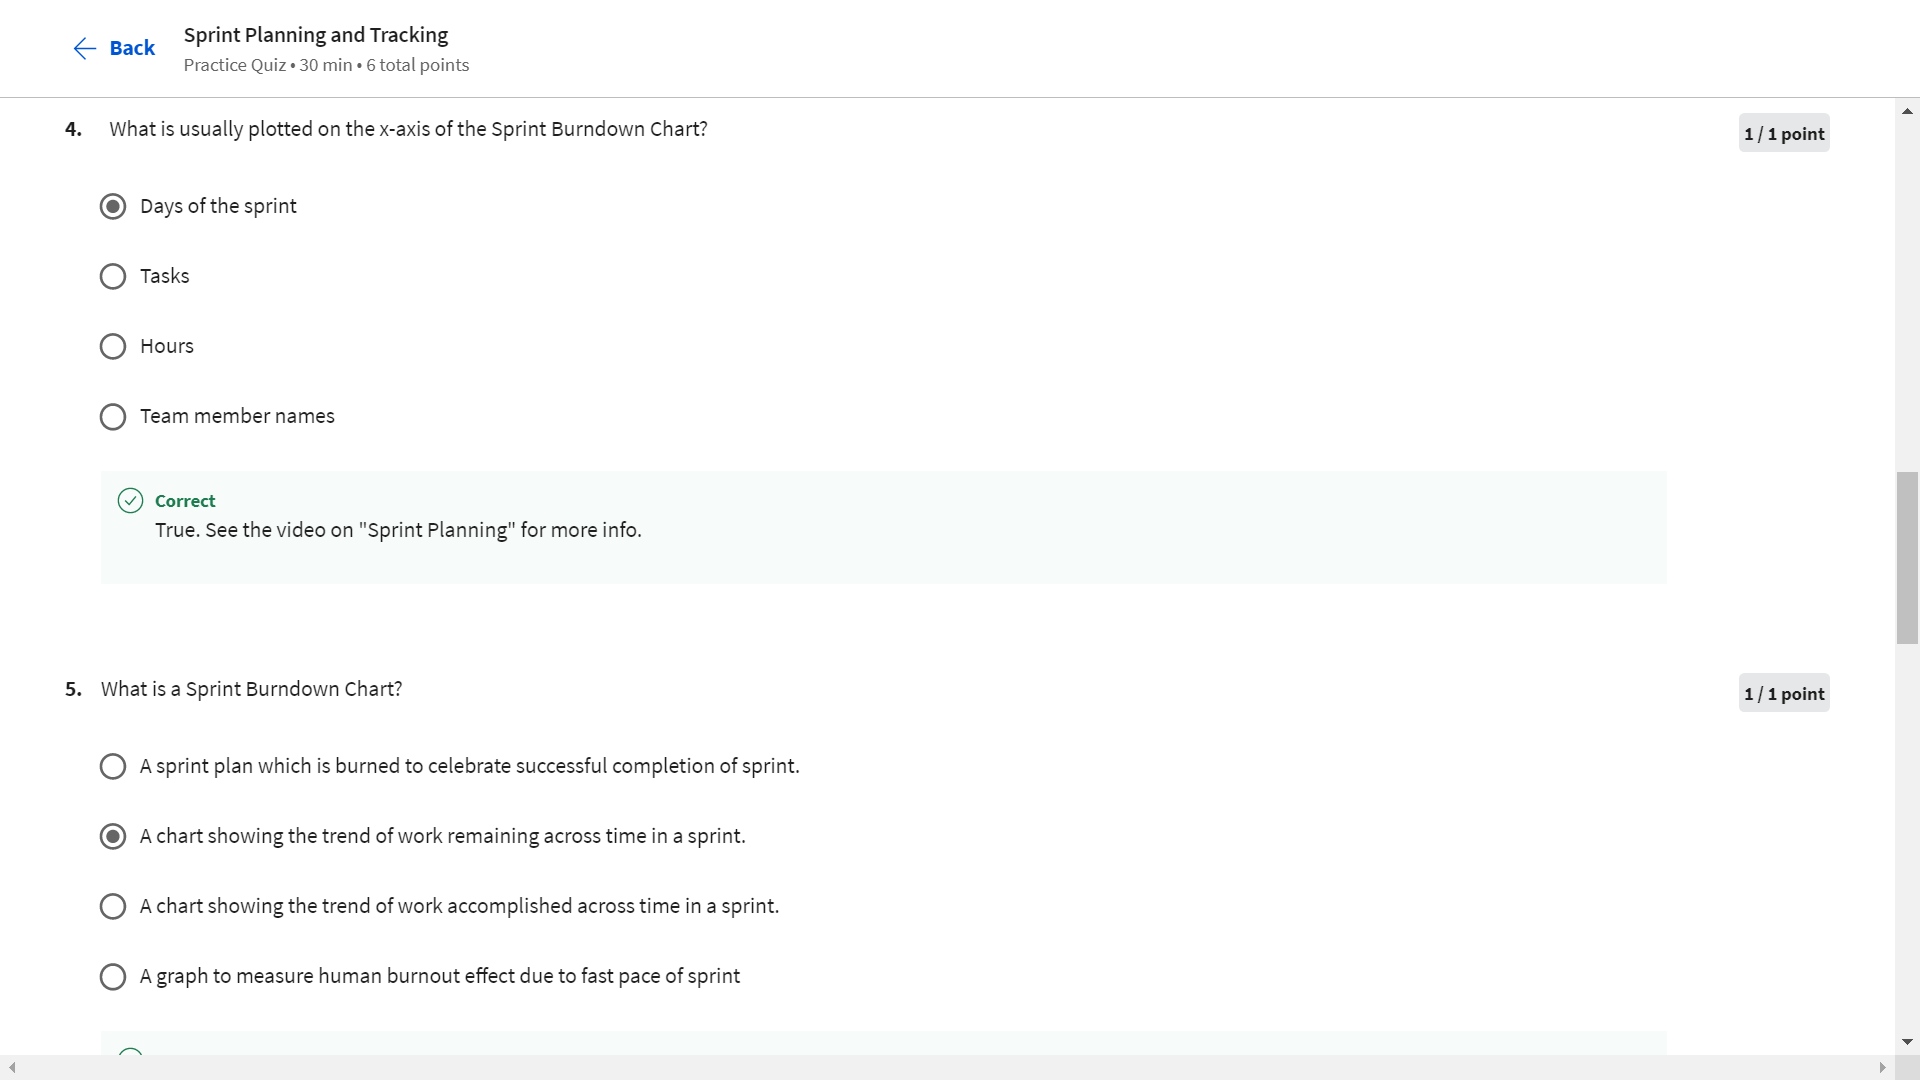 Back
Sprint Planning and Tracking
Practice Quiz • 30 min • 6 total points
4. What is usually plotted on the x-axis of the Sprint Burndown Chart?
1 / 1 point
Days of the sprint
Tasks
Hours
Team member names
Correct
True. See the video on "Sprint Planning" for more info.
5. What is a Sprint Burndown Chart?
1 / 1 point
A sprint plan which is burned to celebrate successful completion of sprint.
A chart showing the trend of work remaining across time in a sprint.
A chart showing the trend of work accomplished across time in a sprint.
A graph to measure human burnout effect due to fast pace of sprint